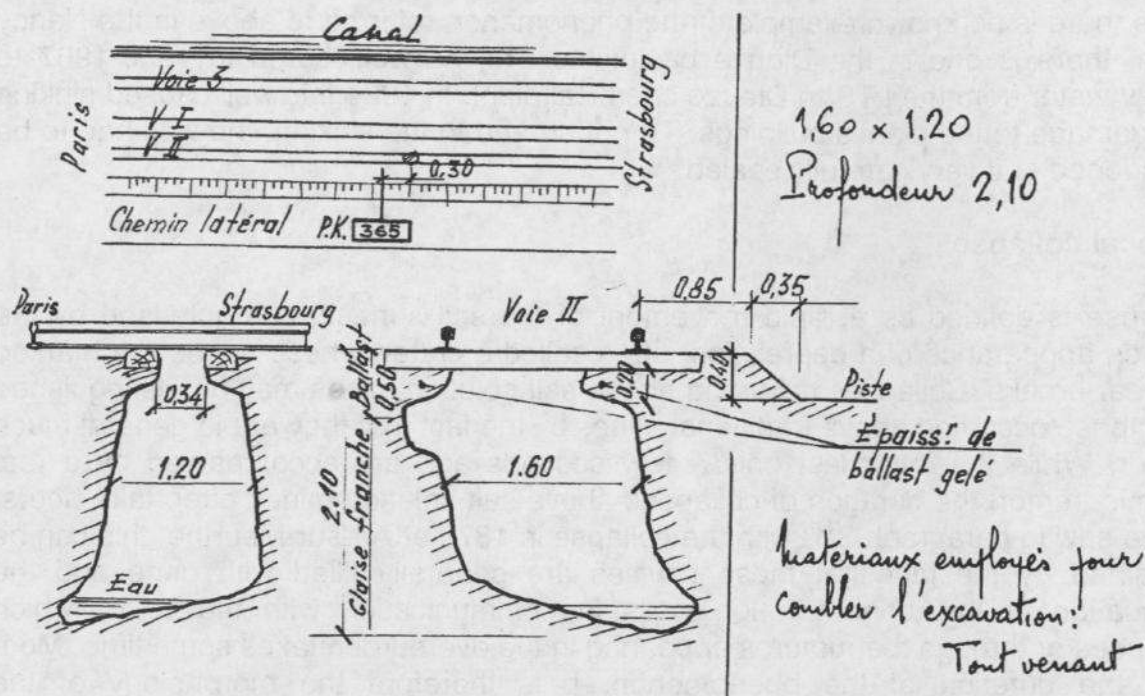 Canal
Voie 3
V I
V II
Paris
Strasbourg
0,30
Chemin latéral P.K. 365
1,60 x 1,20
Profondeur 2,10
Paris Strasbourg
0.34
1.20
Eau
Voie II
0,85 0,35
Ballast
0.50
0,20
0.40
Piste
1.60
2.10
Glaise franche
Épaiss.r de
ballast gelé
Materiaux employés pour
combler l'excavation :
Tout venant